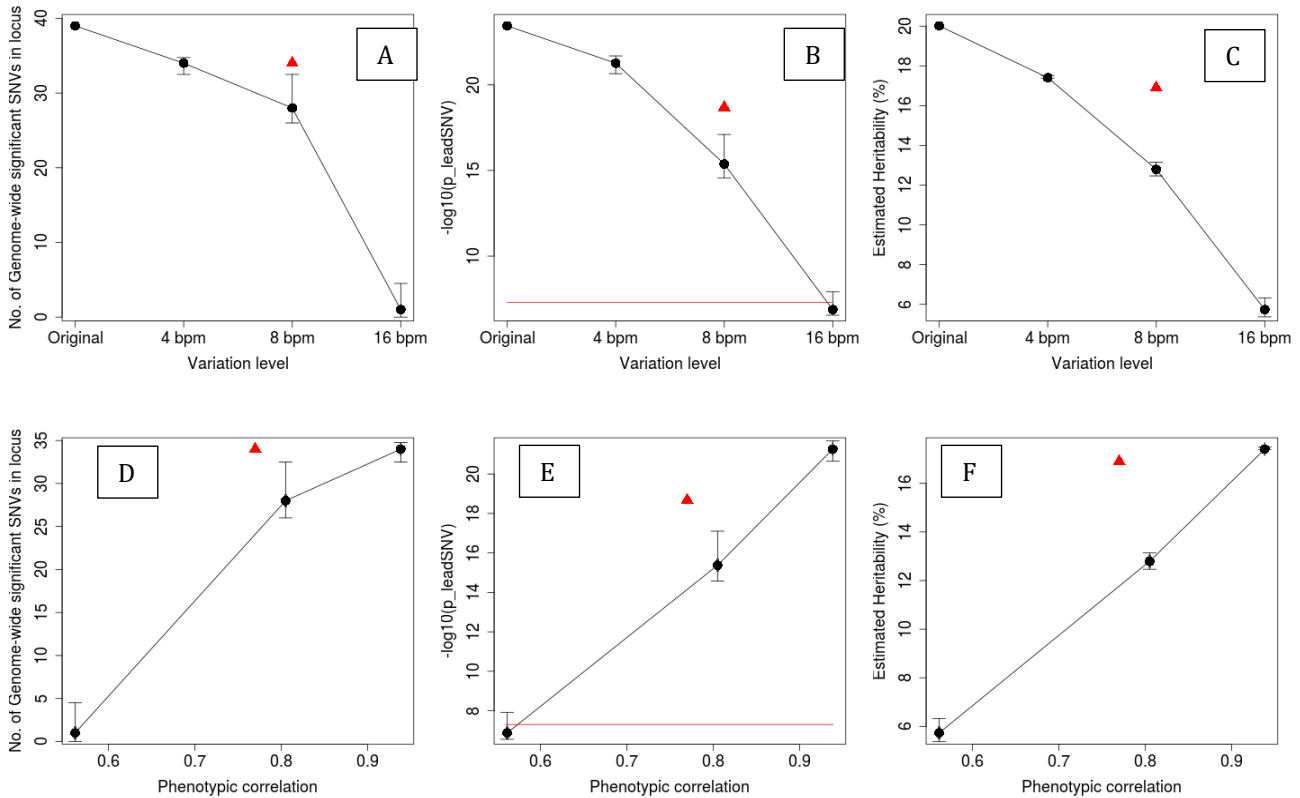 No. of Genome-wide significant SNVs in locus
40
30
20
10
0
A
Original
4 bpm
8 bpm
16 bpm
Variation level
-log10(p_leadSNV)
20
15
10
B
Original
4 bpm
8 bpm
16 bpm
Variation level
Estimated Heritability (%)
20
18
16
14
12
10
8
6
C
Original
4 bpm
8 bpm
16 bpm
Variation level
No. of Genome-wide significant SNVs in locus
35
30
25
20
15
10
5
0
D
0.6
0.7
0.8
0.9
Phenotypic correlation
-log10(p_leadSNV)
20
18
16
14
12
10
8
E
0.6
0.7
0.8
0.9
Phenotypic correlation
Estimated Heritability (%)
16
14
12
10
8
6
F
0.6
0.7
0.8
0.9
Phenotypic correlation